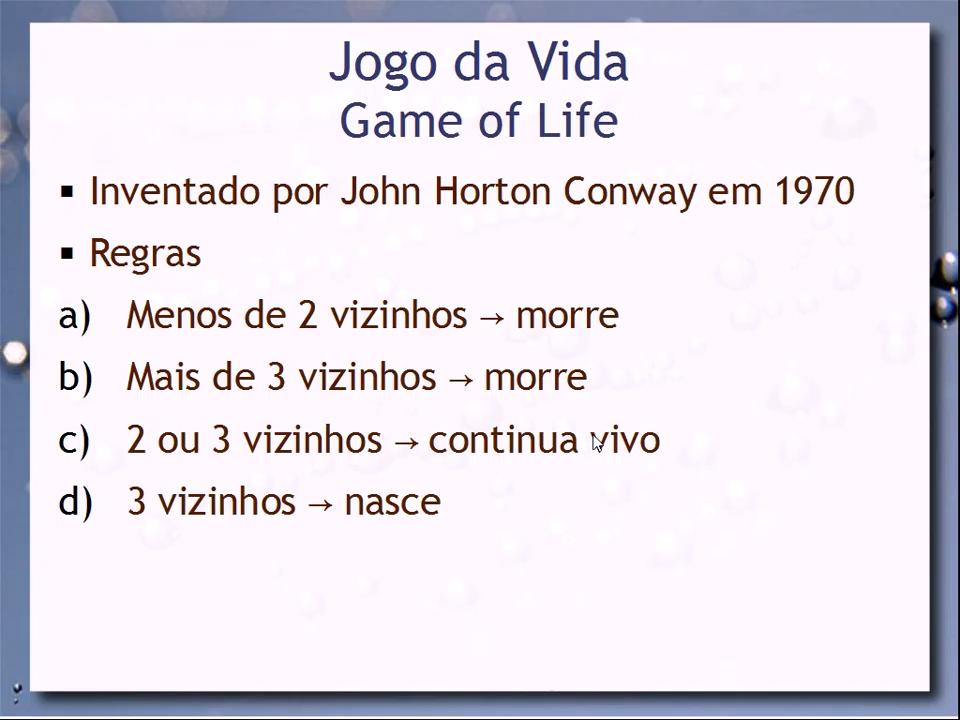 Jogo da Vida
Game of Life
▪ Inventado por John Horton Conway em 1970
▪ Regras
a) Menos de 2 vizinhos → morre
b) Mais de 3 vizinhos → morre
c) 2 ou 3 vizinhos → continua vivo
d) 3 vizinhos → nasce